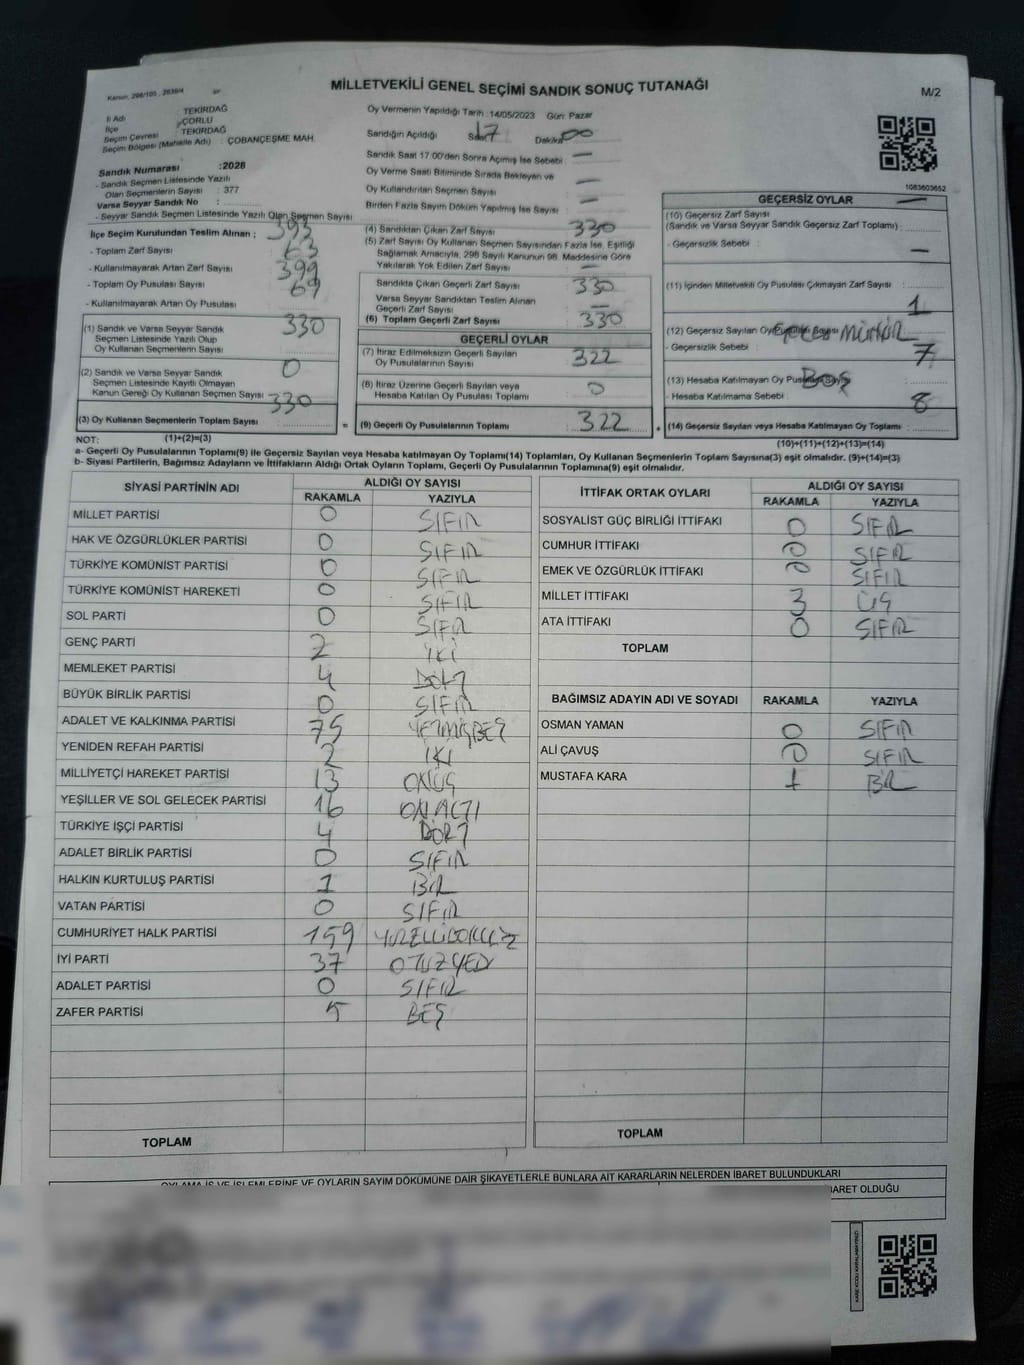 MİLLETVEKİLİ GENEL SEÇİMİ SANDIK SONUÇ TUTANAĞI
M/2
İl Adı : TEKİRDAĞ
İlçe : ÇORLU
Seçim Çevresi : TEKİRDAĞ
Seçim Bölgesi (Mahalle Adı) : ÇOBANÇEŞME MAH.
Sandık Numarası :2028
- Sandık Seçmen Listesinde Yazılı
Olan Seçmenlerin Sayısı : 377
Varsa Seyyar Sandık No :
- Seyyar Sandık Seçmen Listesinde Yazılı Olan Seçmen Sayısı
Oy Vermenin Yapıldığı Tarih : 14/05/2023 Gün: Pazar
Sandığın Açıldığı Saat 17 Dakika 00
Sandık Saat 17:00'den Sonra Açımış İse Sebebi : —
Oy Verme Saati Bitiminde Sırada Bekleyen ve
Oy Kullandırılan Seçmen Sayısı : —
Birden Fazla Sayım Döküm Yapılmış İse Sayısı : —
1083603652
İlçe Seçim Kurulundan Teslim Alınan :
- Toplam Zarf Sayısı 393
- Kullanılmayarak Artan Zarf Sayısı 63
- Toplam Oy Pusulası Sayısı 399
- Kullanılmayarak Artan Oy Pusulası 69
(1) Sandık ve Varsa Seyyar Sandık
Seçmen Listesinde Yazılı Olup
Oy Kullanan Seçmenlerin Sayısı 330
(2) Sandık ve Varsa Seyyar Sandık
Seçmen Listesinde Kayıtlı Olmayan
Kanun Gereği Oy Kullanan Seçmen Sayısı 0
(3) Oy Kullanan Seçmenlerin Toplam Sayısı : 330
(4) Sandıktan Çıkan Zarf Sayısı : 330
(5) Zarf Sayısı Oy Kullanan Seçmen Sayısından Fazla İse, Eşitliği
Sağlamak Amacıyla, 298 Sayılı Kanunun 98. Maddesine Göre
Yakılarak Yok Edilen Zarf Sayısı : —
Sandıkta Çıkan Geçerli Zarf Sayısı : 330
Varsa Seyyar Sandıktan Teslim Alınan
Geçerli Zarf Sayısı : —
(6) Toplam Geçerli Zarf Sayısı : 330
GEÇERLİ OYLAR
(7) İtiraz Edilmeksizin Geçerli Sayılan
Oy Pusulalarının Sayısı : 322
(8) İtiraz Üzerine Geçerli Sayılan veya
Hesaba Katılan Oy Pusulası Toplamı : 0
(9) Geçerli Oy Pusulalarının Toplamı : 322
GEÇERSİZ OYLAR
(10) Geçersiz Zarf Sayısı
(Sandık ve Varsa Seyyar Sandık Geçersiz Zarf Toplamı) : —
- Geçersizlik Sebebi :
(11) İçinden Milletvekili Oy Pusulası Çıkmayan Zarf Sayısı : —
(12) Geçersiz Sayılan Oy Pusulası Sayısı 1
- Geçersizlik Sebebi : MÜHÜR
(13) Hesaba Katılmayan Oy Pusulası Sayısı 7
- Hesaba Katılmama Sebebi : BOŞ
(14) Geçersiz Sayılan veya Hesaba Katılmayan Oy Toplamı : 8
NOT: (1)+(2)=(3)
(10)+(11)+(12)+(13)=(14)
a- Geçerli Oy Pusulaların Toplamı(9) ile Geçersiz Sayılan veya Hesaba katılmayan Oy Toplamı(14) Toplamları, Oy Kullanan Seçmenlerin Toplam Sayısına(3) eşit olmalıdır. (9)+(14)=(3)
b- Siyasi Partilerin, Bağımsız Adayların ve İttifakların Aldığı Ortak Oyların Toplamı, Geçerli Oy Pusulalarının Toplamına(9) eşit olmalıdır.
SİYASİ PARTİNİN ADI ALDIĞI OY SAYISI
RAKAMLA YAZIYLA
MİLLET PARTİSİ 0 SIFIR
HAK VE ÖZGÜRLÜKLER PARTİSİ 0 SIFIR
TÜRKİYE KOMÜNİST PARTİSİ 0 SIFIR
TÜRKİYE KOMÜNİST HAREKETİ 0 SIFIR
SOL PARTİ 0 SIFIR
GENÇ PARTİ 2 İKİ
MEMLEKET PARTİSİ 4 DÖRT
BÜYÜK BİRLİK PARTİSİ 0 SIFIR
ADALET VE KALKINMA PARTİSİ 75 YETMİŞBEŞ
YENİDEN REFAH PARTİSİ 2 İKİ
MİLLİYETÇİ HAREKET PARTİSİ 13 ONÜÇ
YEŞİLLER VE SOL GELECEK PARTİSİ 16 ONALTI
TÜRKİYE İŞÇİ PARTİSİ 4 DÖRT
ADALET BİRLİK PARTİSİ 0 SIFIR
HALKIN KURTULUŞ PARTİSİ 1 BİR
VATAN PARTİSİ 0 SIFIR
CUMHURİYET HALK PARTİSİ 159 YÜZELLİDOKUZ
İYİ PARTİ 37 OTUZYEDİ
ADALET PARTİSİ 0 SIFIR
ZAFER PARTİSİ 5 BEŞ
TOPLAM
İTTİFAK ORTAK OYLARI ALDIĞI OY SAYISI
RAKAMLA YAZIYLA
SOSYALİST GÜÇ BİRLİĞİ İTTİFAKI 0 SIFIR
CUMHUR İTTİFAKI 0 SIFIR
EMEK VE ÖZGÜRLÜK İTTİFAKI 0 SIFIR
MİLLET İTTİFAKI 3 ÜÇ
ATA İTTİFAKI 0 SIFIR
TOPLAM
BAĞIMSIZ ADAYIN ADI VE SOYADI RAKAMLA YAZIYLA
OSMAN YAMAN 0 SIFIR
ALİ ÇAVUŞ 0 SIFIR
MUSTAFA KARA 1 BİR
TOPLAM
OYLAMA İŞ VE İŞLEMLERİNE VE OYLARIN SAYIM DÖKÜMÜNE DAİR ŞİKAYETLERLE BUNLARA AİT KARARLARIN NELERDEN İBARET BULUNDUKLARI
BARET OLDUĞU